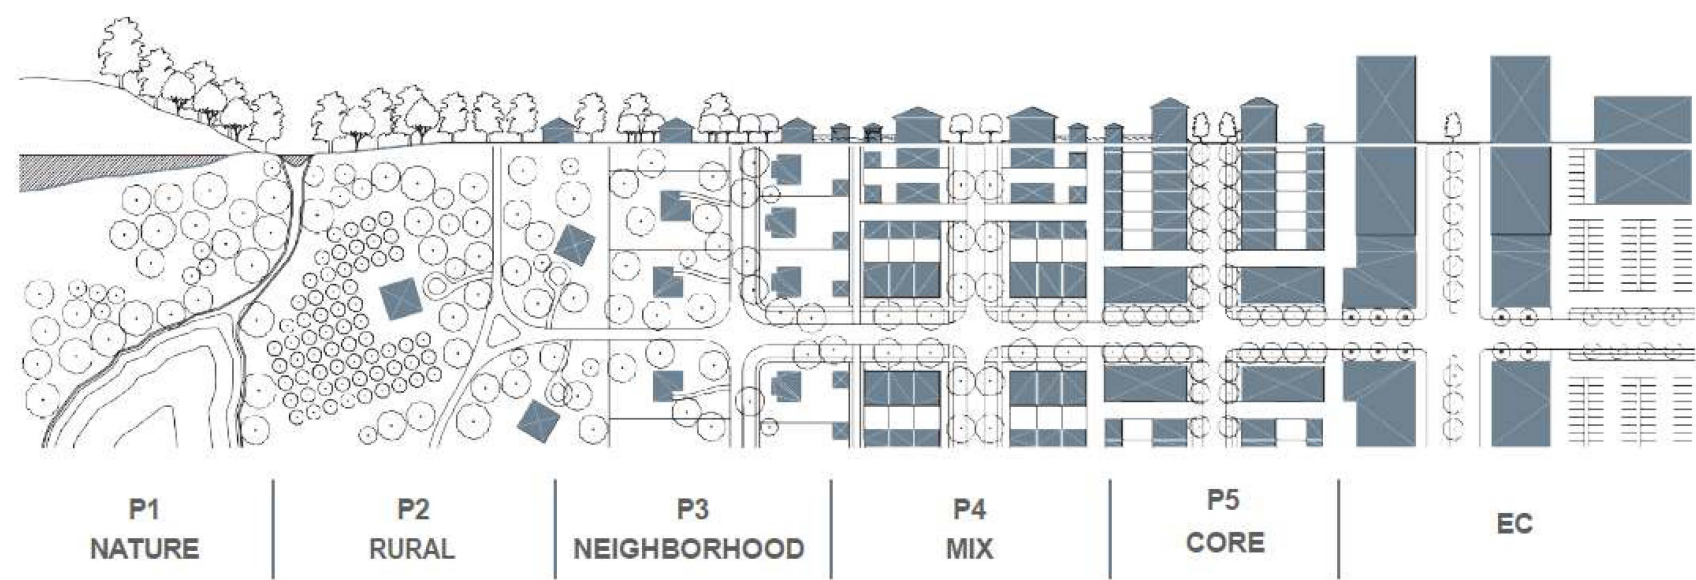 P1
NATURE
P2
RURAL
P3
NEIGHBORHOOD
P4
MIX
P5
CORE
EC